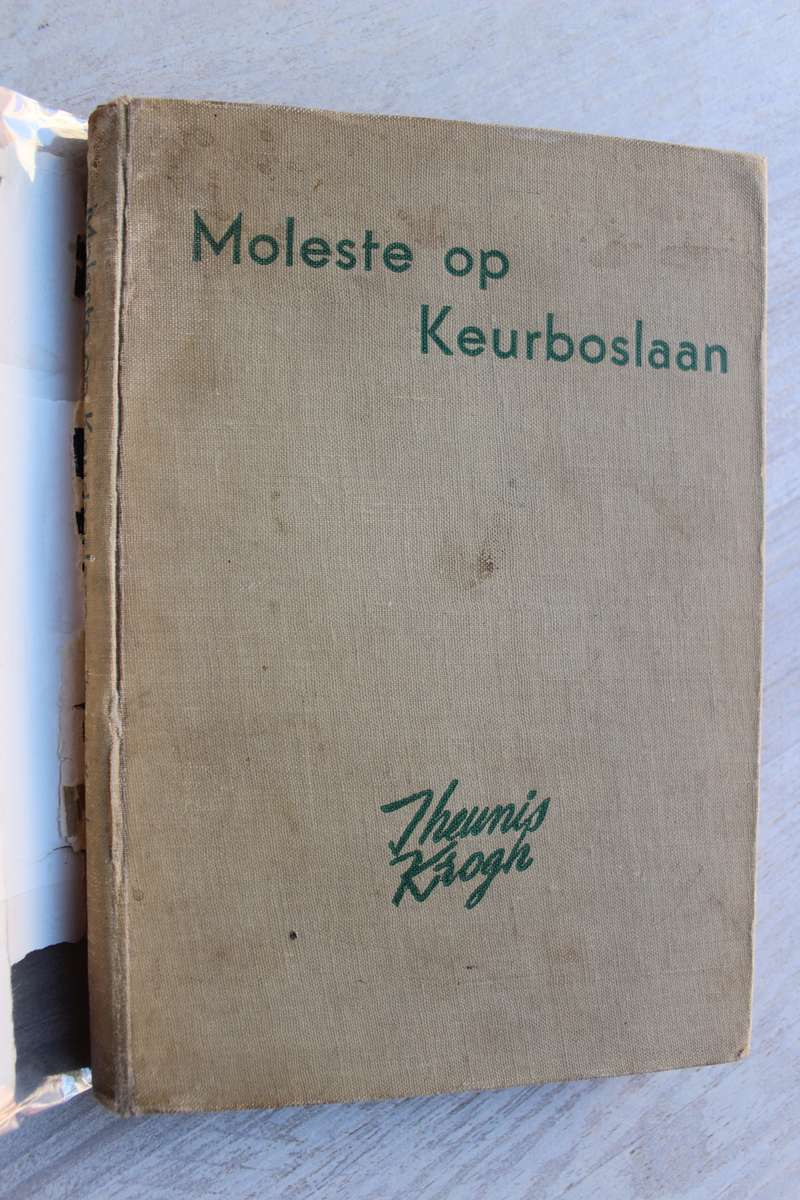 Moleste op
Keurboslaan
Theunis
Krogh